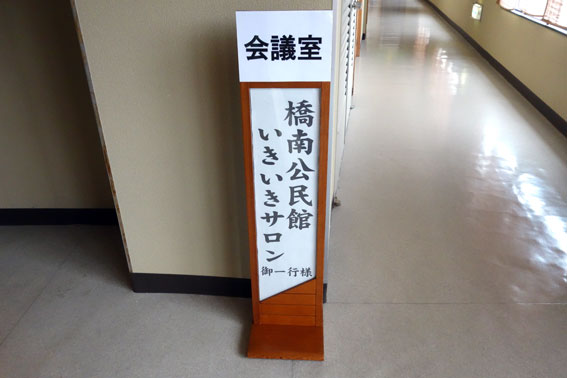 会議室
橋南公民館
いきいきサロン
御一行様